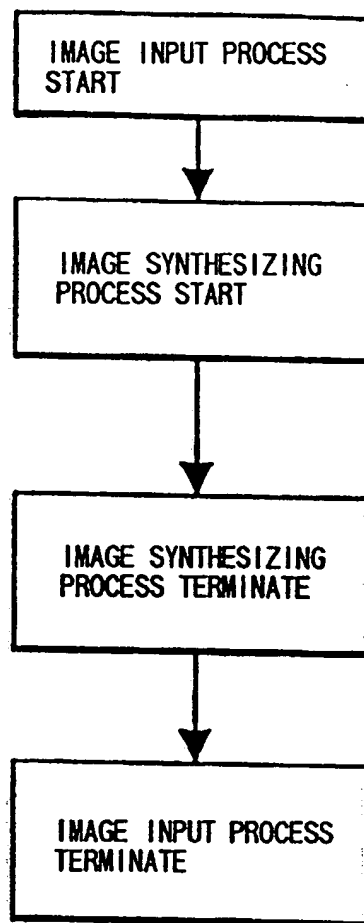 IMAGE INPUT PROCESS
START
IMAGE SYNTHESIZING
PROCESS START
IMAGE SYNTHESIZING
PROCESS TERMINATE
IMAGE INPUT PROCESS
TERMINATE